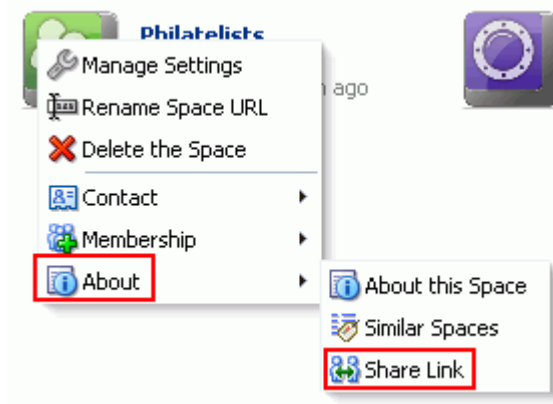 Philatelists
ago
Manage Settings
Rename Space URL
Delete the Space
Contact
Membership
About
About this Space
Similar Spaces
Share Link